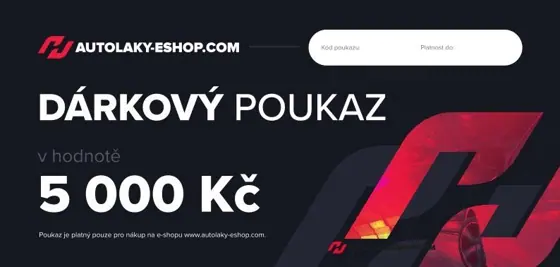 AUTOLAKY-ESHOP.COM
Kód poukazu: Platnost do:
DÁRKOVÝ POUKAZ
v hodnotě
5 000 Kč
Poukaz je platný pouze pro nákup na e-shopu www.autolaky-eshop.com.